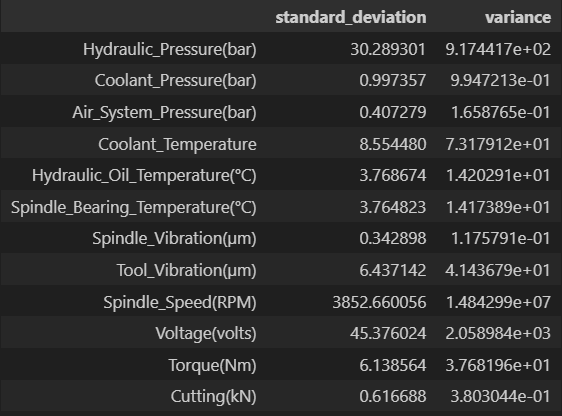 standard_deviation variance
Hydraulic_Pressure(bar) 30.289301 9.174417e+02
Coolant_Pressure(bar) 0.997357 9.947213e-01
Air_System_Pressure(bar) 0.407279 1.658765e-01
Coolant_Temperature 8.554480 7.317912e+01
Hydraulic_Oil_Temperature(°C) 3.768674 1.420291e+01
Spindle_Bearing_Temperature(°C) 3.764823 1.417389e+01
Spindle_Vibration(μm) 0.342898 1.175791e-01
Tool_Vibration(μm) 6.437142 4.143679e+01
Spindle_Speed(RPM) 3852.660056 1.484299e+07
Voltage(volts) 45.376024 2.058984e+03
Torque(Nm) 6.138564 3.768196e+01
Cutting(kN) 0.616688 3.803044e-01